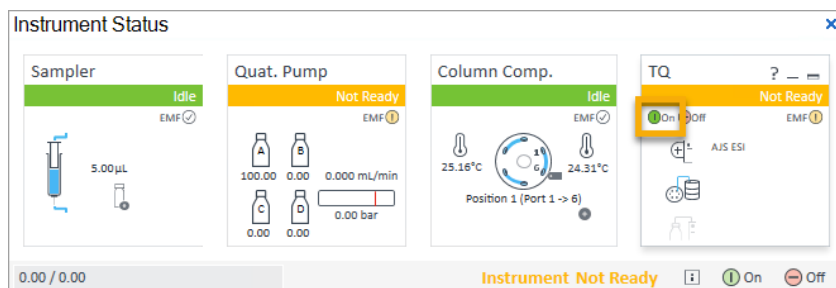 Instrument Status
Sampler
Idle
EMF
5.00µL
Quat. Pump
Not Ready
EMF
A
B
100.00 0.00 0.000 mL/min
C
D
0.00 bar
0.00 0.00
Column Comp.
Idle
EMF
25.16°C
1
6
24.31°C
Position 1 (Port 1 -> 6)
TQ ?
Not Ready
On Off EMF
AJS ESI
0.00 / 0.00
Instrument Not Ready
i
On
Off